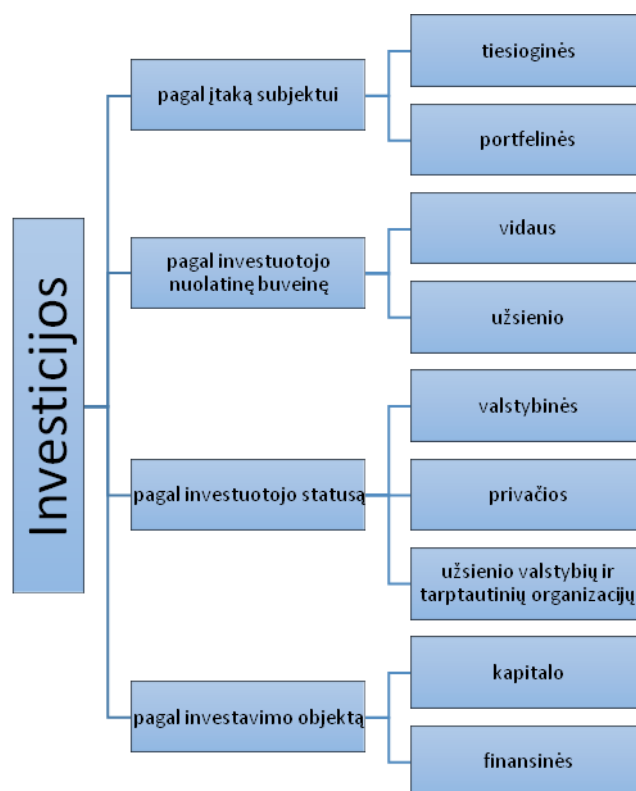 Investicijos
pagal įtaką subjektui
tiesioginės
portfelinės
pagal investuotojo
nuolatinę buveinę
vidaus
užsienio
pagal investuotojo statusą
valstybinės
privačios
užsienio valstybių ir
tarptautinių organizacijų
pagal investavimo objektą
kapitalo
finansinės